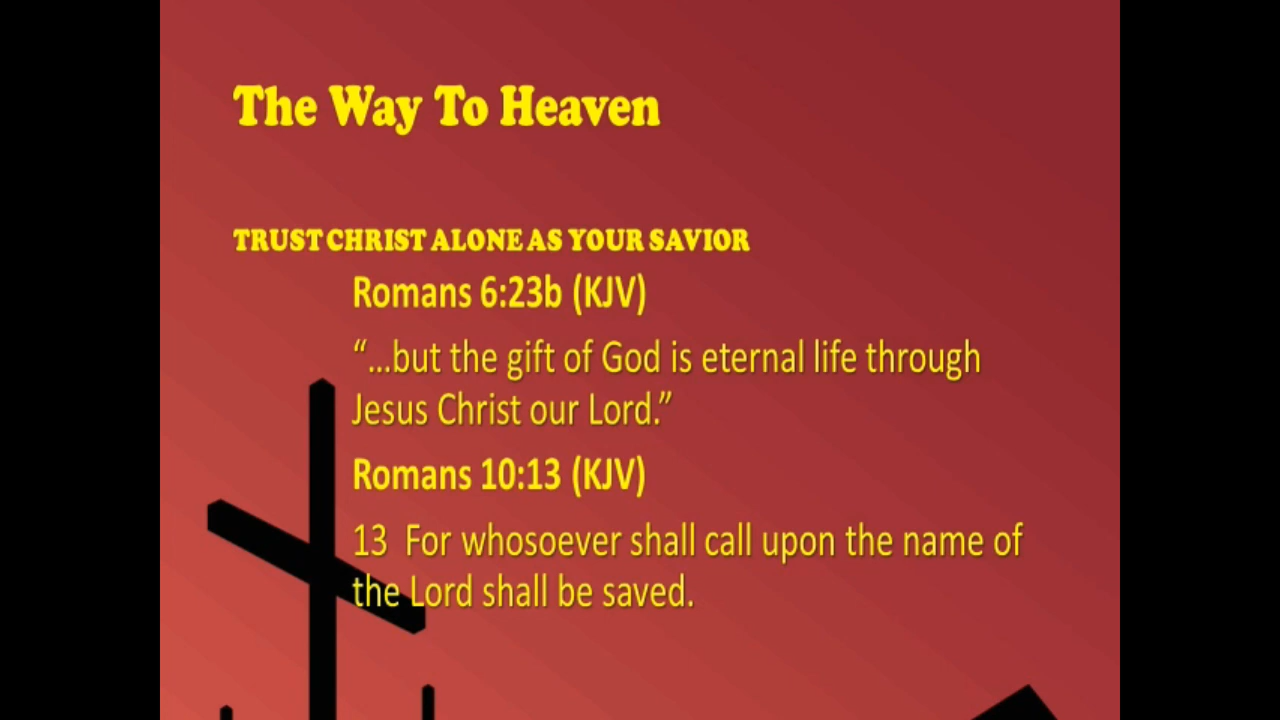 The Way To Heaven
TRUST CHRIST ALONE AS YOUR SAVIOR
Romans 6:23b (KJV)
“…but the gift of God is eternal life through
Jesus Christ our Lord.”
Romans 10:13 (KJV)
13  For whosoever shall call upon the name of
the Lord shall be saved.